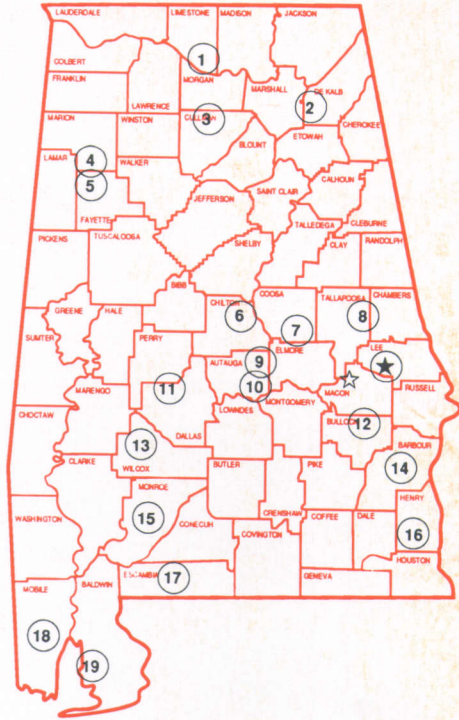 LAUDERDALE
LIMESTONE
MADISON
JACKSON
1
COLBERT
MORGAN
FRANKLIN
MARSHALL
DE KALB
2
LAWRENCE
MARION
WINSTON
CULLMAN
3
CHEROKEE
ETOWAH
BLOUNT
LAMAR
4
WALKER
5
CALHOUN
SAINT CLAIR
JEFFERSON
FAYETTE
CLEBURNE
TALLEDEGA
PICKENS
TUSCALOOSA
SHELBY
CLAY
RANDOLPH
BIBB
COOSA
TALLAPOOSA
CHAMBERS
CHILTON
6
8
GREENE
HALE
7
SUMTER
PERRY
ELMORE
LEE
AUTAUGA
9
10
11
MACON
RUSSELL
MARENGO
MONTGOMERY
LOWNDES
CHOCTAW
BULLOCK
12
DALLAS
13
BARBOUR
CLARKE
WILCOX
BUTLER
PIKE
14
MONROE
HENRY
15
CRENSHAW
COFFEE
DALE
WASHINGTON
CONECUH
COVINGTON
16
HOUSTON
ESCAMBIA
17
GENEVA
MOBILE
BALDWIN
18
19